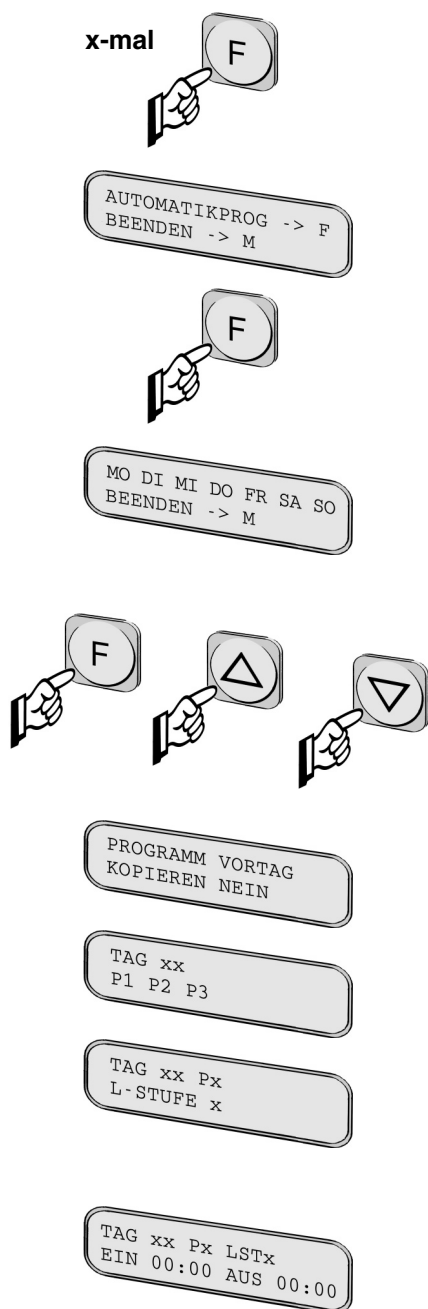 x-mal
F
AUTOMATIKPROG -> F
BEENDEN -> M
F
MO DI MI DO FR SA SO
BEENDEN -> M
F
PROGRAMM VORTAG
KOPIEREN NEIN
TAG xx
P1 P2 P3
TAG xx Px
L-STUFE x
TAG xx Px LSTx
EIN 00:00 AUS 00:00